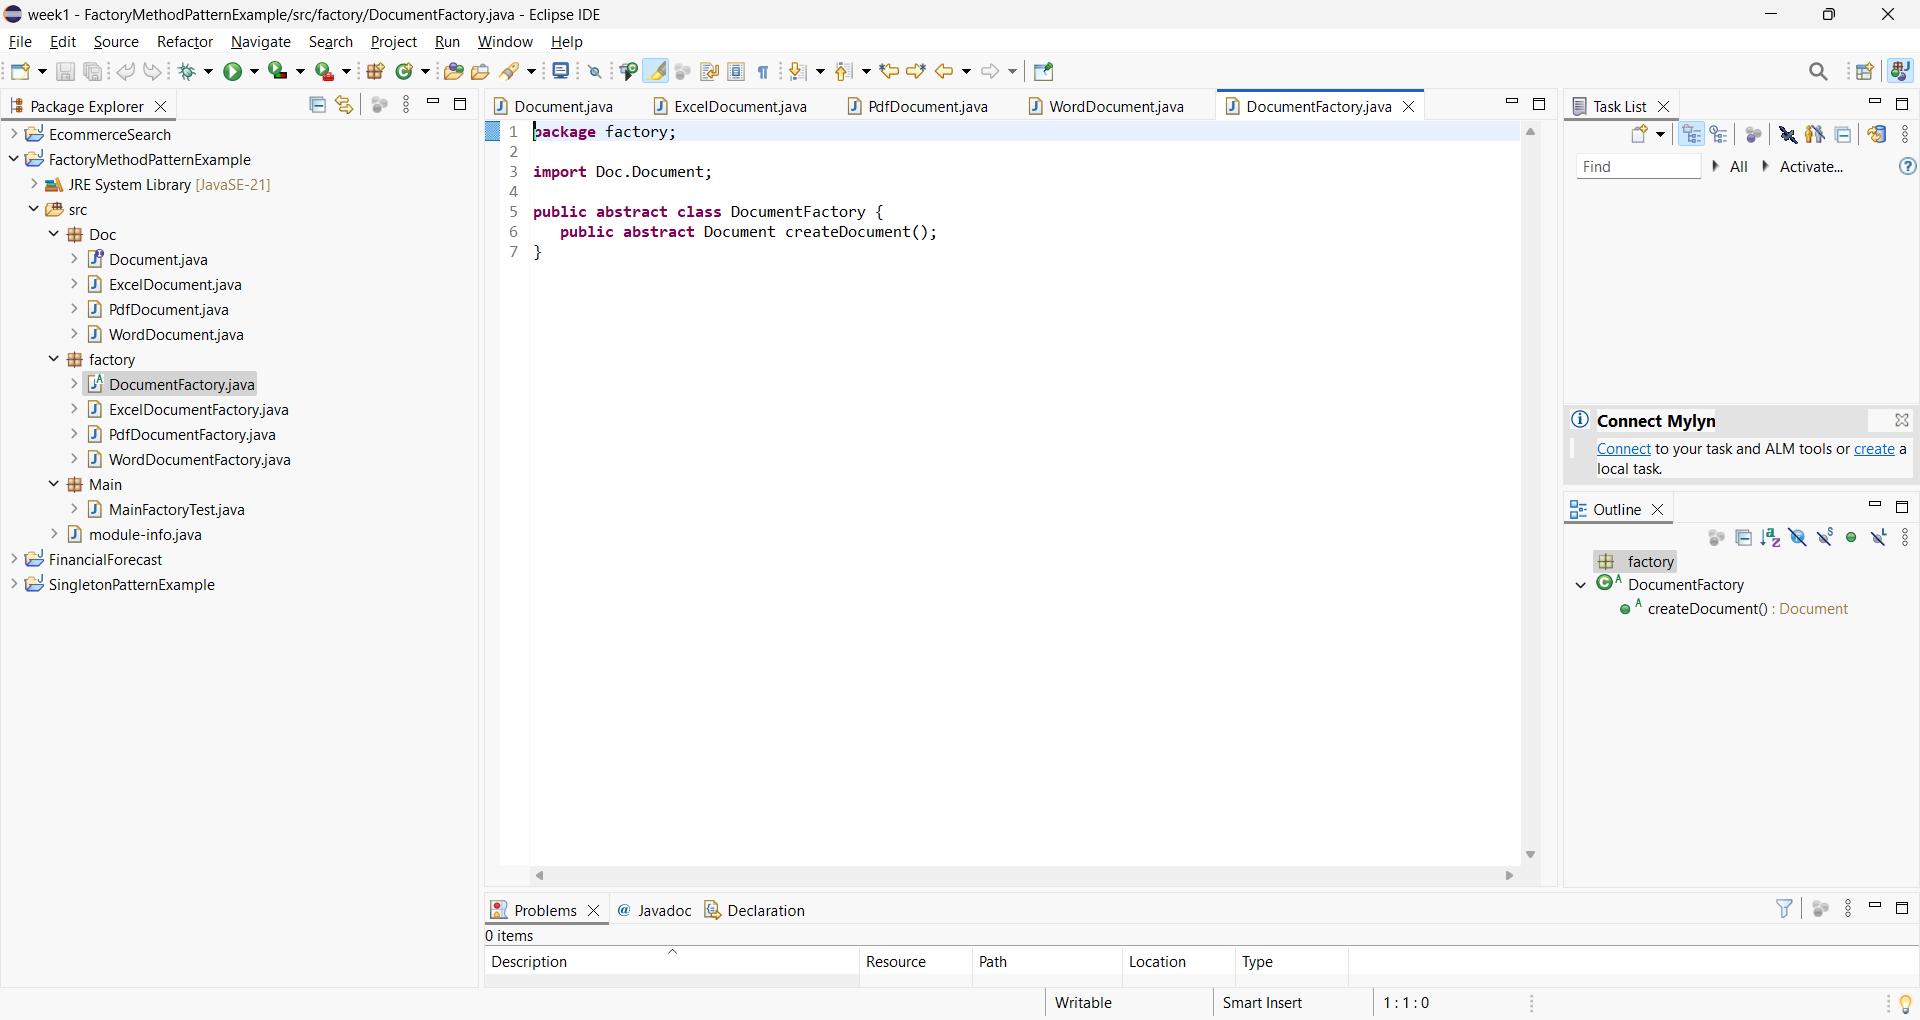 week1 - FactoryMethodPatternExample/src/factory/DocumentFactory.java - Eclipse IDE
File Edit Source Refactor Navigate Search Project Run Window Help
Package Explorer
EcommerceSearch
FactoryMethodPatternExample
JRE System Library [JavaSE-21]
src
Doc
Document.java
ExcelDocument.java
PdfDocument.java
WordDocument.java
factory
DocumentFactory.java
ExcelDocumentFactory.java
PdfDocumentFactory.java
WordDocumentFactory.java
Main
MainFactoryTest.java
module-info.java
FinancialForecast
SingletonPatternExample
Document.java ExcelDocument.java PdfDocument.java WordDocument.java DocumentFactory.java
1 package factory;
2
3 import Doc.Document;
4
5 public abstract class DocumentFactory {
6 public abstract Document createDocument();
7 }
Task List
Find All Activate...
Connect Mylyn
Connect to your task and ALM tools or create a
local task.
Outline
factory
DocumentFactory
createDocument() : Document
Problems @ Javadoc Declaration
0 items
Description Resource Path Location Type
Writable Smart Insert 1 : 1 : 0